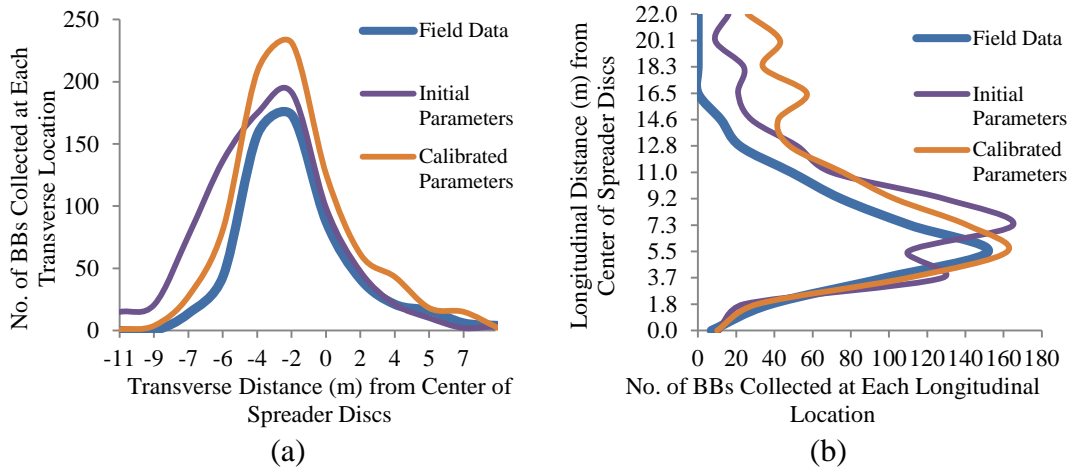 No. of BBs Collected at Each
Transverse Location
250
200
150
100
50
0
-11 -9 -7 -6 -4 -2 0 2 4 5 7
Transverse Distance (m) from Center of
Spreader Discs
Field Data
Initial
Parameters
Calibrated
Parameters
(a)
Longitudinal Distance (m) from
Center of Spreader Discs
22.0
20.1
18.3
16.5
14.6
12.8
11.0
9.2
7.3
5.5
3.7
1.8
0.0
0 20 40 60 80 100 120 140 160 180
No. of BBs Collected at Each Longitudinal
Location
Field Data
Initial
Parameters
Calibrated
Parameters
(b)